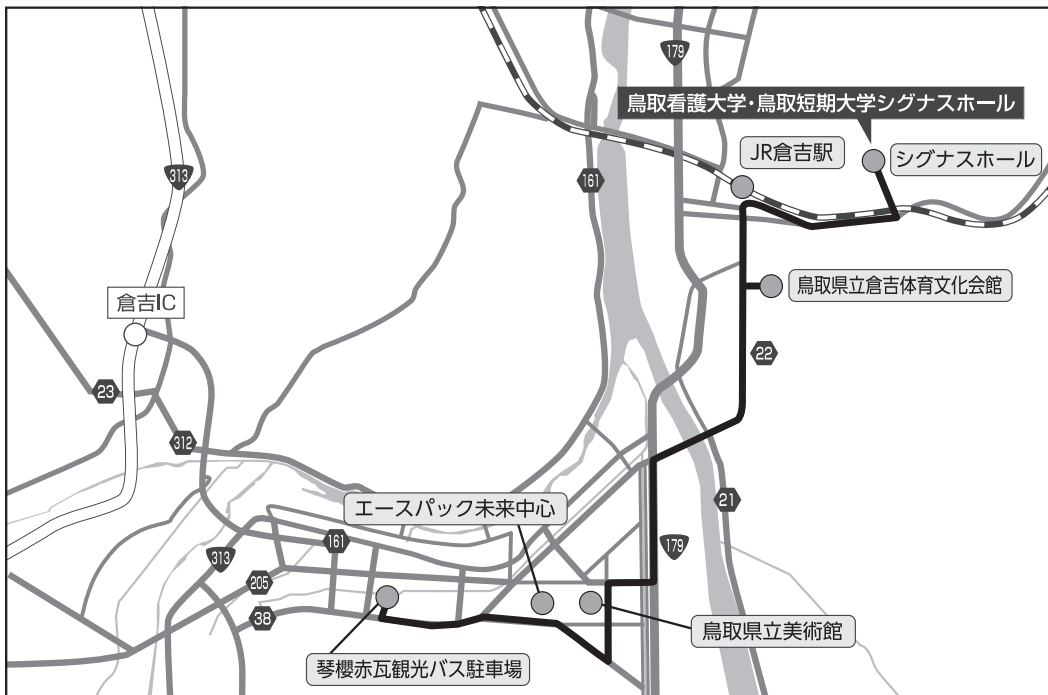 179
鳥取看護大学・鳥取短期大学シグナスホール
JR倉吉駅
シグナスホール
161
313
鳥取県立倉吉体育文化会館
倉吉IC
22
23
312
エースパック未来中心
21
161
179
313
205
38
鳥取県立美術館
琴櫻赤瓦観光バス駐車場